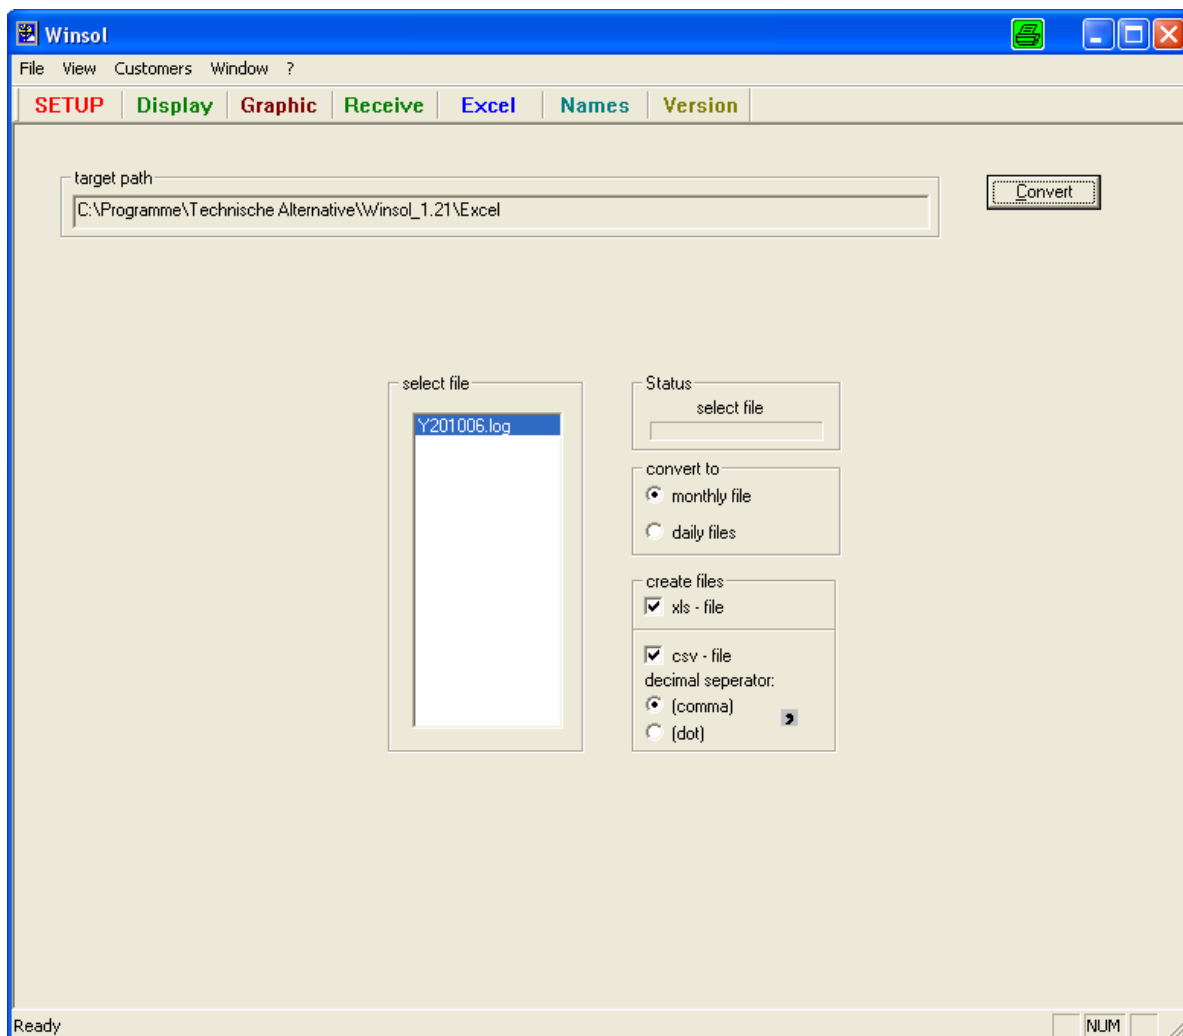 Winsol
File View Customers Window ?
SETUP Display Graphic Receive Excel Names Version
target path
C:\Programme\Technische Alternative\Winsol_1.21\Excel
Convert
select file
Y201006.log
Status
select file
convert to
monthly file
daily files
create files
xls - file
csv - file
decimal seperator:
(comma)
,
(dot)
Ready
NUM